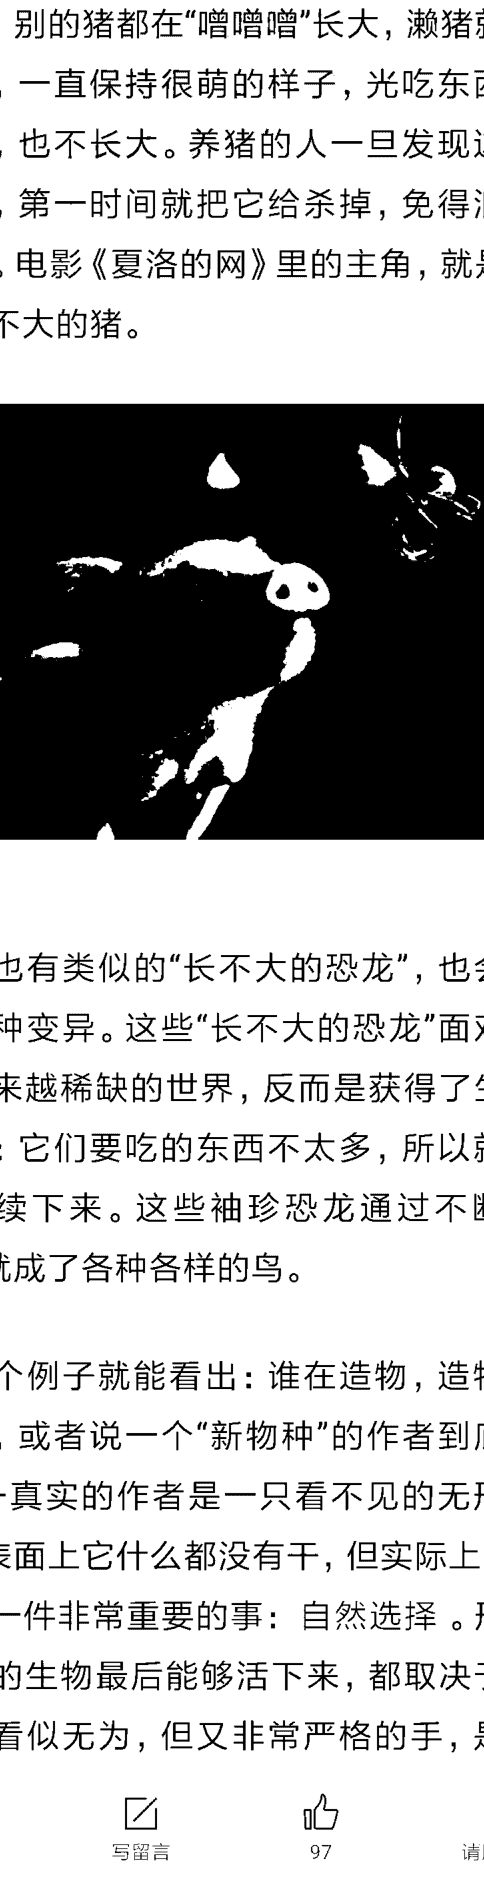 别的猪都在“噌噌噌”长大，濑猪
，一直保持很萌的样子，光吃东
，也不长大。养猪的人一旦发现
，第一时间就把它给杀掉，免得
。电影《夏洛的网》里的主角，就是
不大的猪。
也有类似的“长不大的恐龙”，也
种变异。这些“长不大的恐龙”面
来越稀缺的世界，反而是获得了
：它们要吃的东西不太多，所以就
续下来。这些袖珍恐龙通过不断
就成了各种各样的鸟。
个例子就能看出：谁在造物，造物
，或者说一个“新物种”的作者到
真实的作者是一只看不见的无形
表面上它什么都没有干，但实际上
一件非常重要的事：自然选择 。
的生物最后能够活下来，都取决于
看似无为，但又非常严格的手，是
写留言
97
请